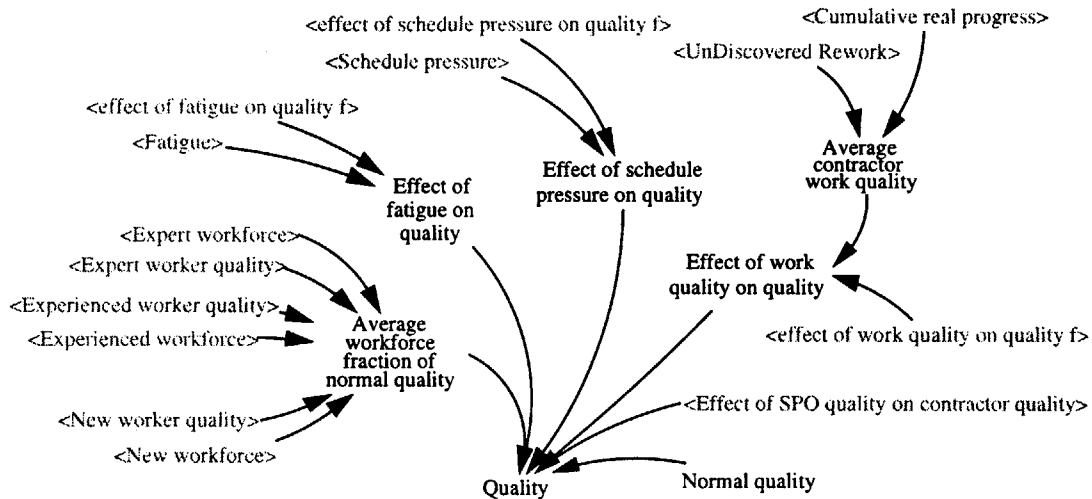 <Cumulative real progress>
<effect of schedule pressure on quality f>
<UnDiscovered Rework>
<Schedule pressure>
<effect of fatigue on quality f>
<Fatigue>
Average
contractor
work quality
Effect of schedule
pressure on quality
Effect of
fatigue on
quality
<Expert workforce>
<Expert worker quality>
Effect of work
quality on quality
<Experienced worker quality>
<Experienced workforce>
Average
workforce
fraction of
normal quality
<effect of work quality on quality f>
<Effect of SPO quality on contractor quality>
<New worker quality>
<New workforce>
Quality
Normal quality